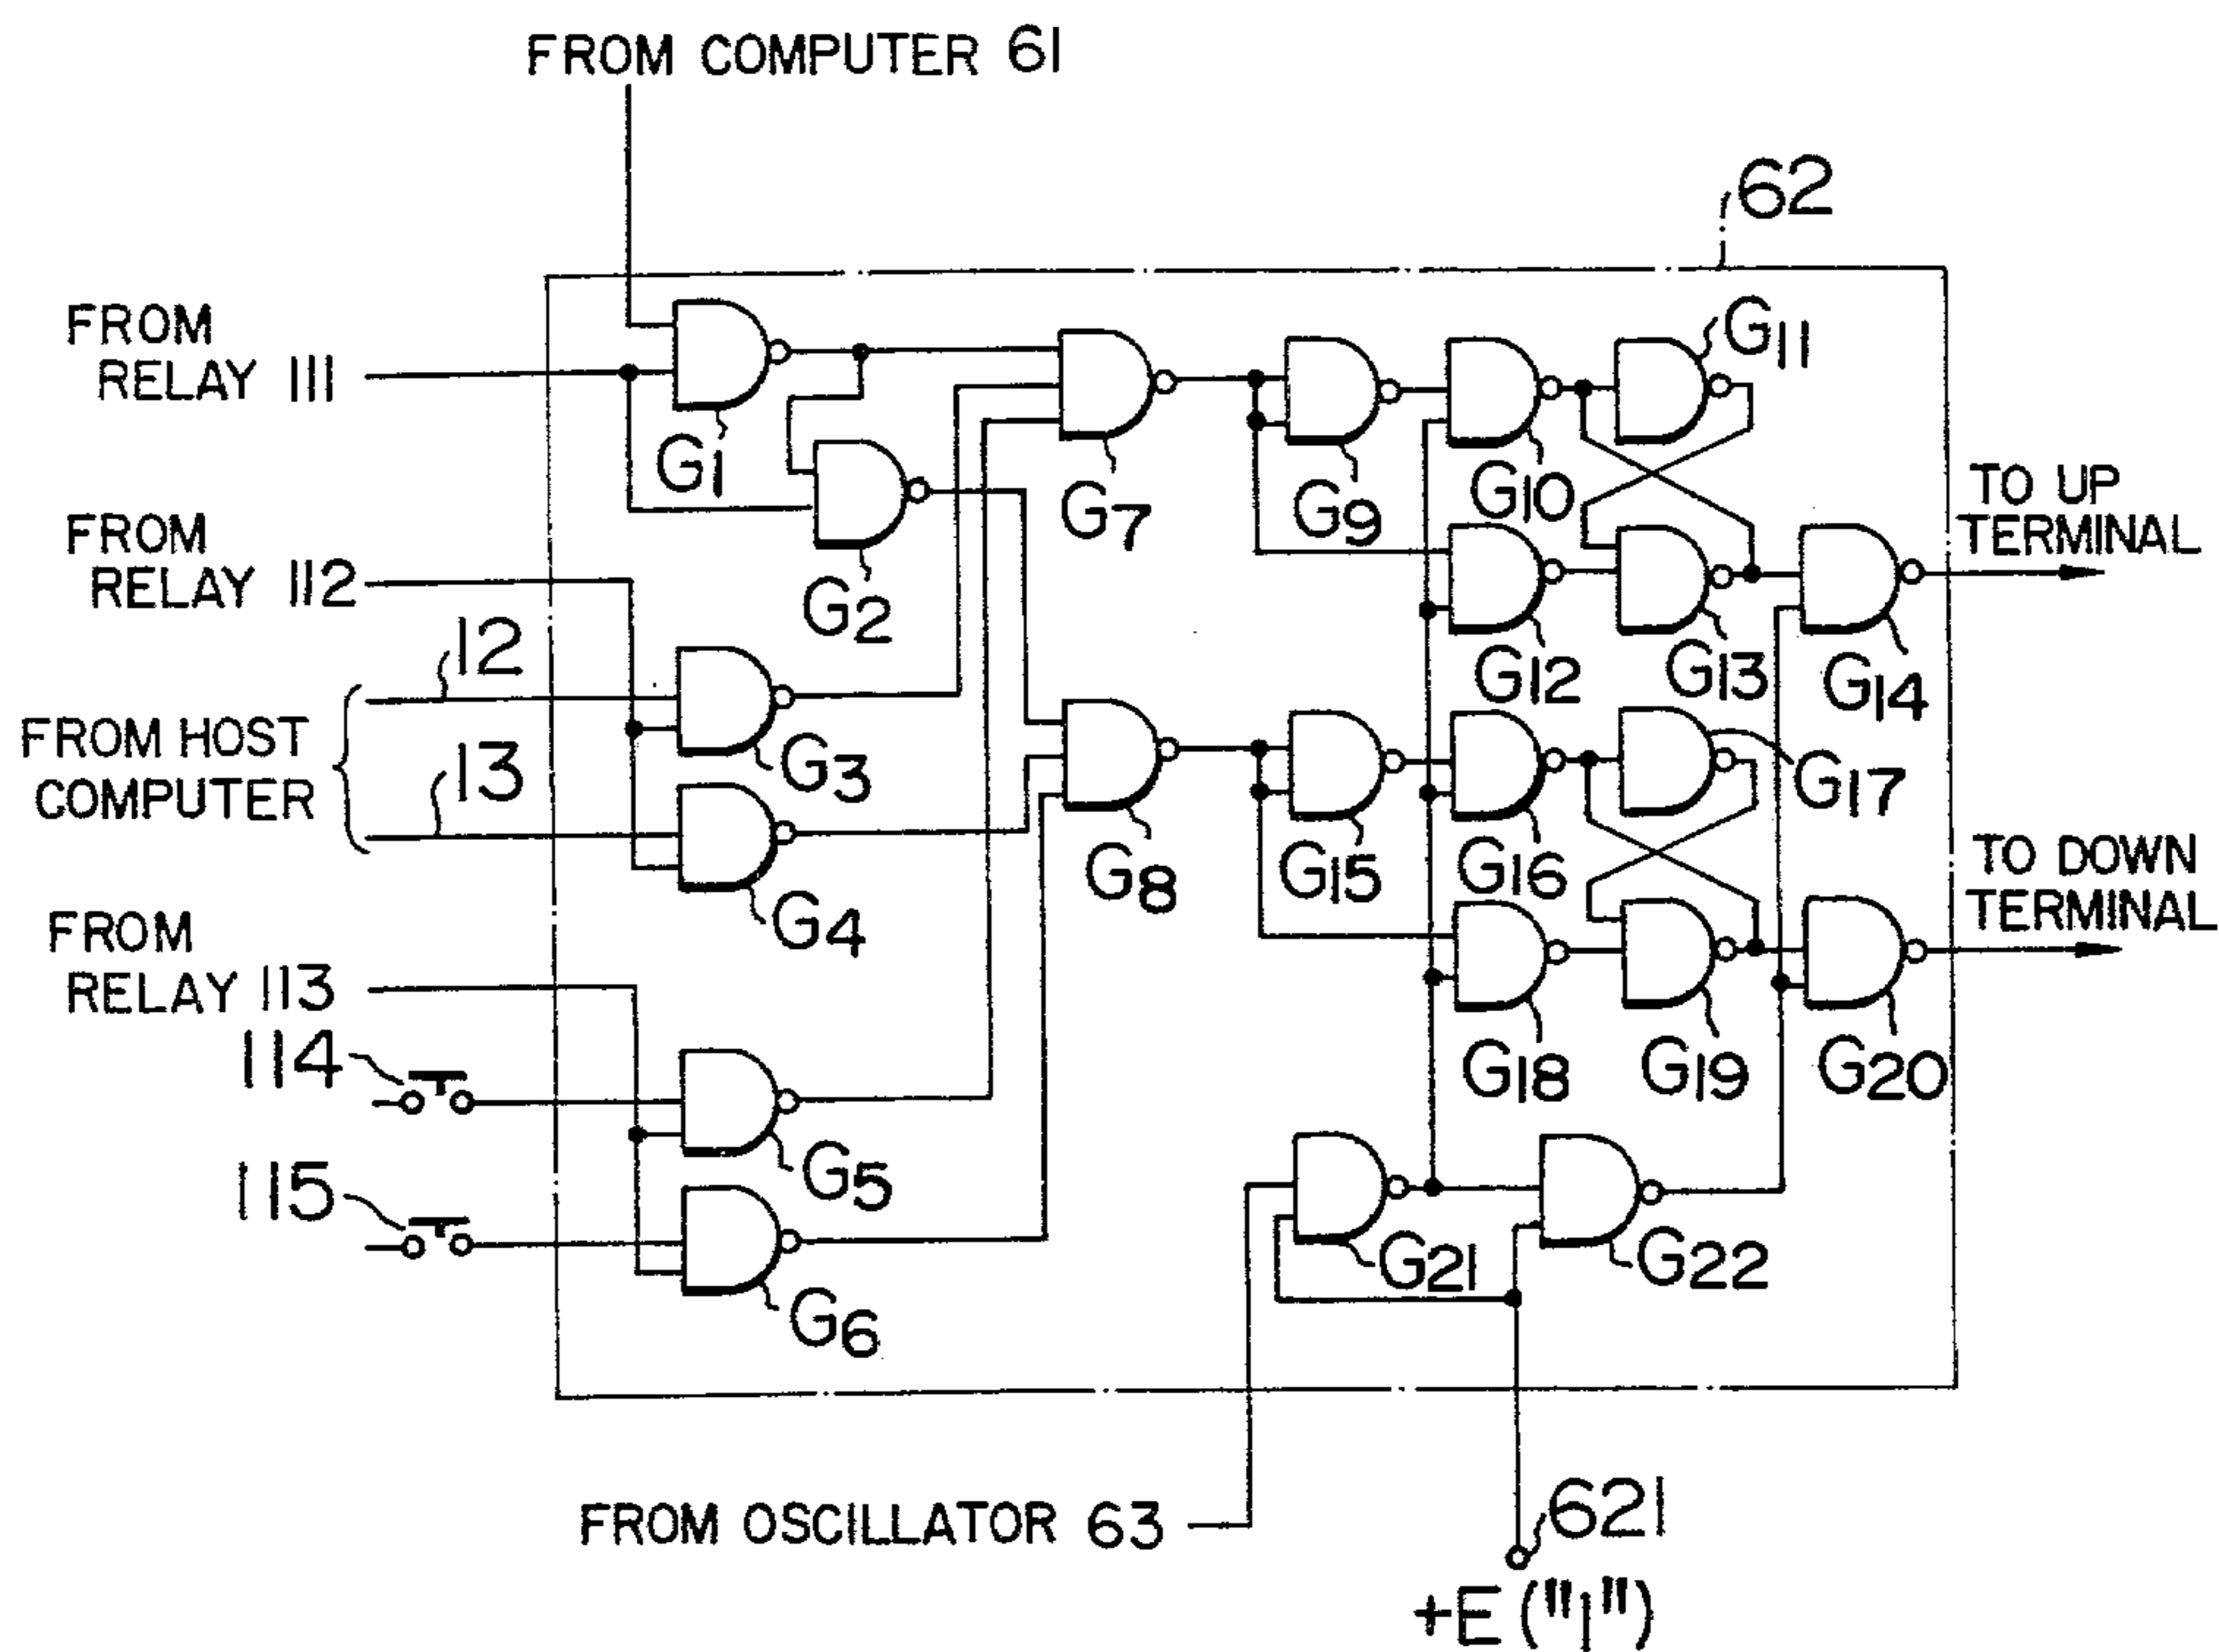 FROM COMPUTER 61
62
FROM
RELAY 111
G1
G2
G7
G9
G10
G11
TO UP
TERMINAL
FROM
RELAY 112
12
FROM HOST
COMPUTER
13
G3
G4
G8
G12
G13
G14
G15
G16
G17
TO DOWN
TERMINAL
FROM
RELAY 113
114
115
G5
G6
G18
G19
G20
G21
G22
FROM OSCILLATOR 63
621
+E ("1")